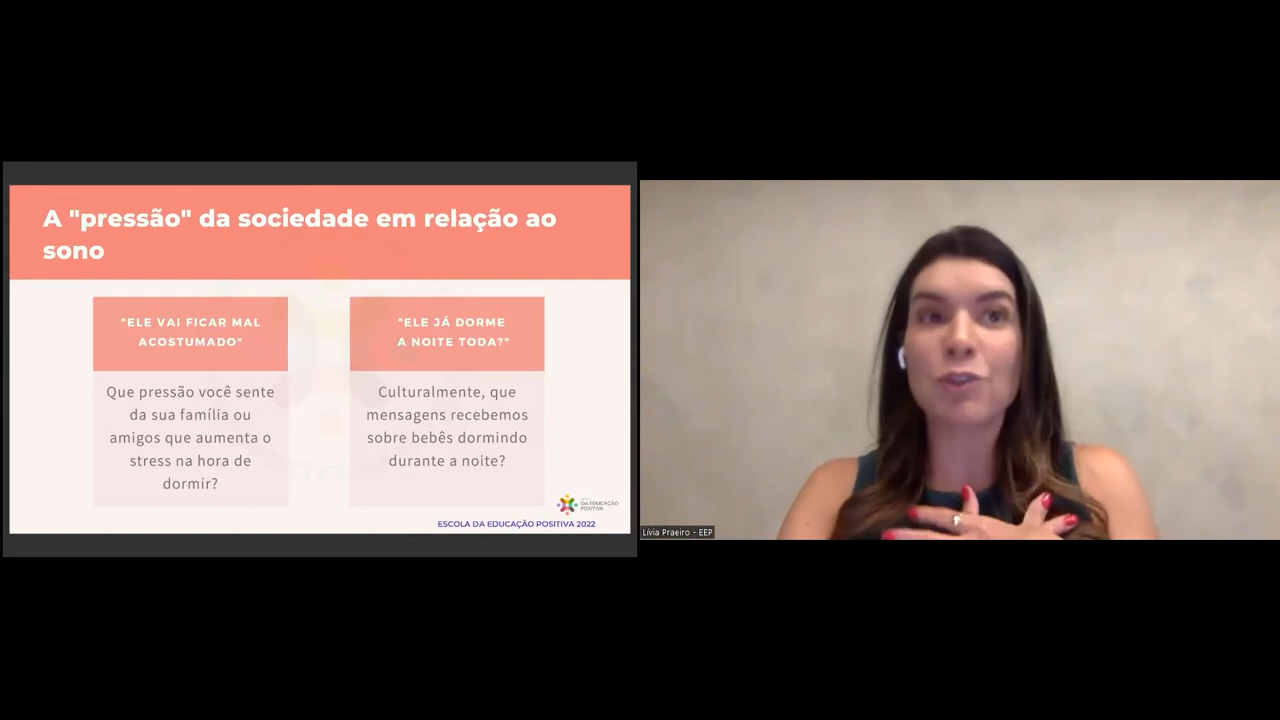 A "pressão" da sociedade em relação ao
sono
"ELE VAI FICAR MAL
ACOSTUMADO"
Que pressão você sente
da sua família ou
amigos que aumenta o
stress na hora de
dormir?
"ELE JÁ DORME
A NOITE TODA?"
Culturalmente, que
mensagens recebemos
sobre bebês dormindo
durante a noite?
DA EDUCAÇÃO
POSITIVA
ESCOLA DA EDUCAÇÃO POSITIVA 2022
Lívia Praeiro - EEP